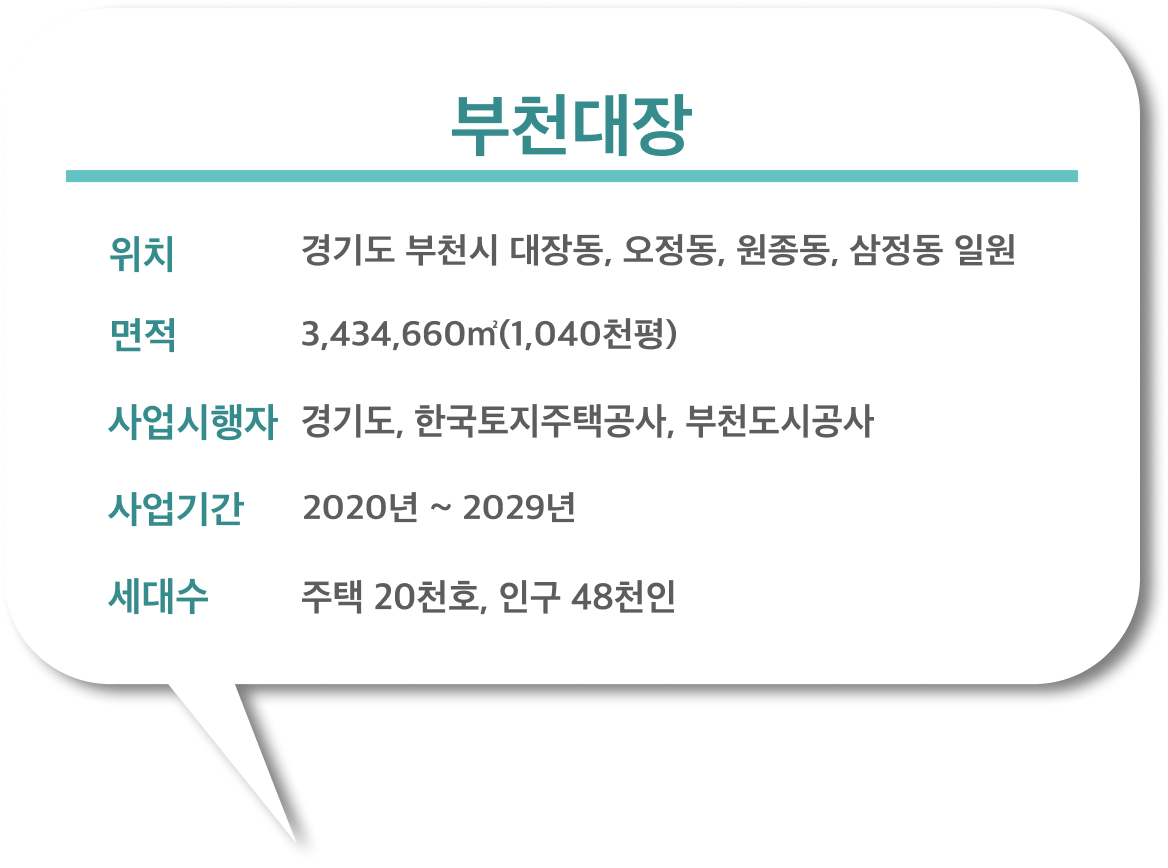 부천대장
위치 경기도 부천시 대장동, 오정동, 원종동, 삼정동 일원
면적 3,434,660㎡(1,040천평)
사업시행자 경기도, 한국토지주택공사, 부천도시공사
사업기간 2020년 ~ 2029년
세대수 주택 20천호, 인구 48천인